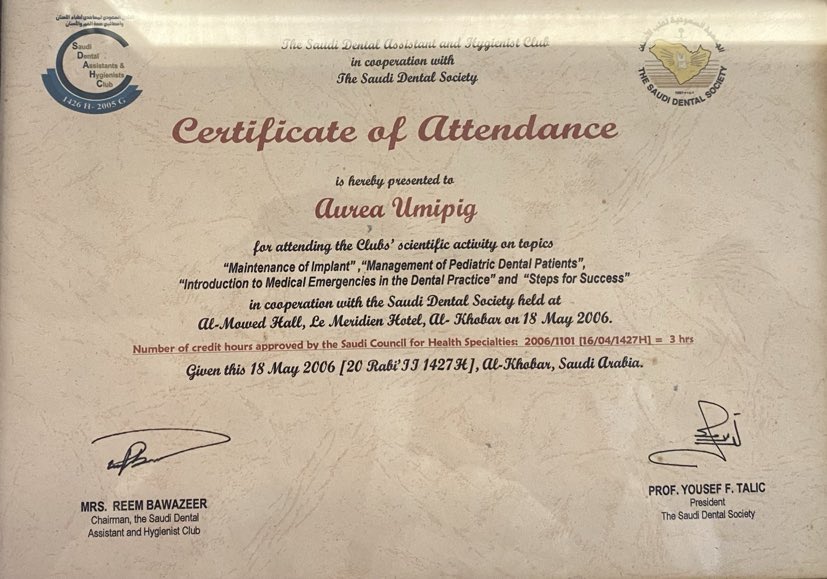 Saudi
Dental
Assistants &
Hygienists
Club
1426 H - 2005 G
The Saudi Dental Assistant and Hygienist Club
in cooperation with
The Saudi Dental Society
THE SAUDI DENTAL SOCIETY
Certificate of Attendance
is hereby presented to
Aurea Umipig
for attending the Clubs' scientific activity on topics
"Maintenance of Implant" ,"Management of Pediatric Dental Patients",
"Introduction to Medical Emergencies in the Dental Practice" and "Steps for Success"
in cooperation with the Saudi Dental Society held at
Al-Mowed Hall, Le Meridien Hotel, Al- Khobar on 18 May 2006.
Number of credit hours approved by the Saudi Council for Health Specialties: 2006/1101 [16/04/1427H] = 3 hrs
Given this 18 May 2006 [20 Rabi'II 1427H], Al-Khobar, Saudi Arabia.
MRS. REEM BAWAZEER
Chairman, the Saudi Dental
Assistant and Hygienist Club
PROF. YOUSEF F. TALIC
President
The Saudi Dental Society